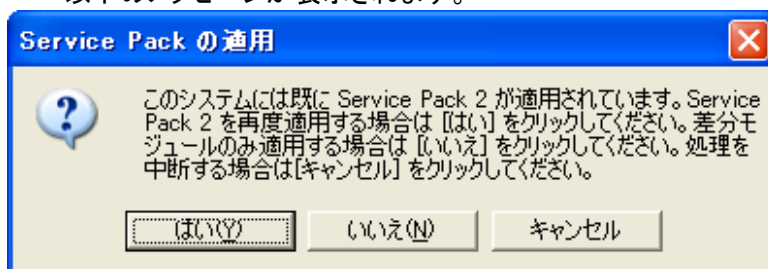 以下のメッセージが表示されます。
Service Pack の適用
このシステムには既に Service Pack 2 が適用されています。Service
Pack 2 を再度適用する場合は [はい] をクリックしてください。差分モ
ジュールのみ適用する場合は [いいえ] をクリックしてください。処理を
中断する場合は[キャンセル] をクリックしてください。
はい(Y)
いいえ(N)
キャンセル